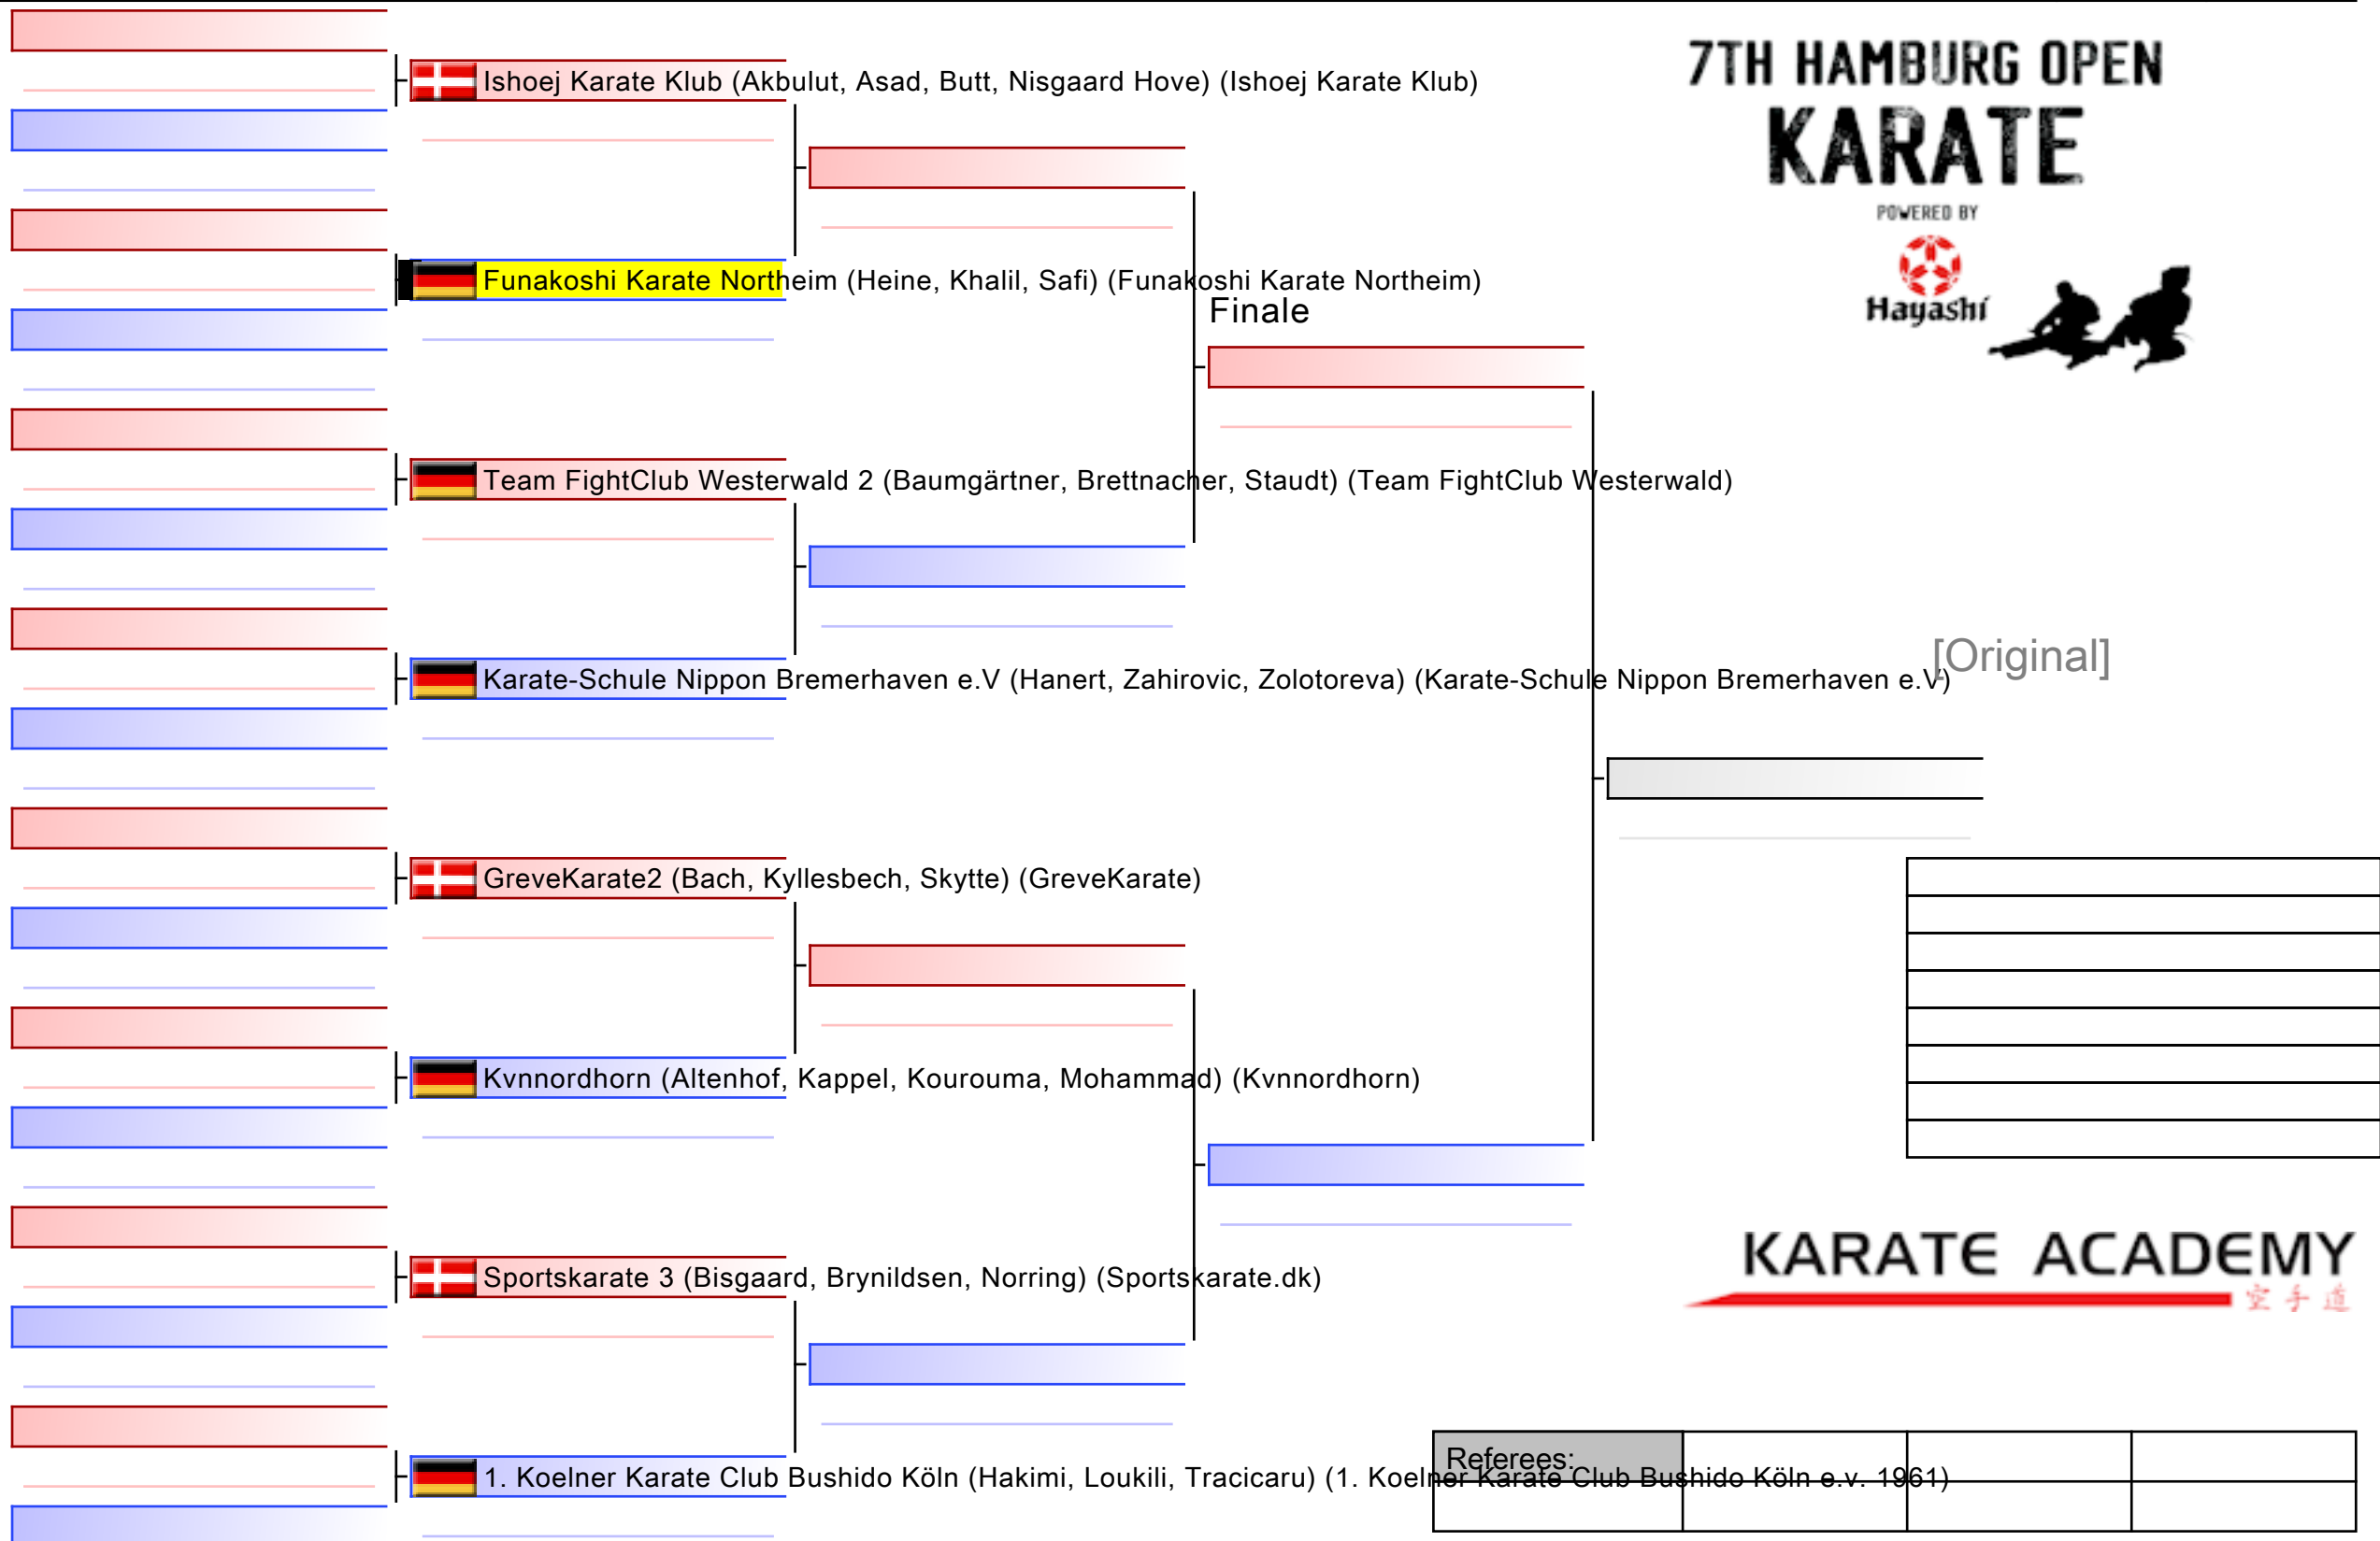 7TH HAMBURG OPEN
KARATE
POWERED BY
Hayashi
Ishoej Karate Klub (Akbulut, Asad, Butt, Nisgaard Hove) (Ishoej Karate Klub)
Funakoshi Karate Northeim (Heine, Khalil, Safi) (Funakoshi Karate Northeim)
Finale
Team FightClub Westerwald 2 (Baumgärtner, Brettnacher, Staudt) (Team FightClub Westerwald)
[Original]
Karate-Schule Nippon Bremerhaven e.V (Hanert, Zahirovic, Zolotoreva) (Karate-Schule Nippon Bremerhaven e.V)
GreveKarate2 (Bach, Kyllesbech, Skytte) (GreveKarate)
Kvnnordhorn (Altenhof, Kappel, Kourouma, Mohammad) (Kvnnordhorn)
KARATE ACADEMY
空手道
Sportskarate 3 (Bisgaard, Brynildsen, Norring) (Sportskarate.dk)
Referees:
1. Koelner Karate Club Bushido Köln (Hakimi, Loukili, Tracicaru) (1. Koelner Karate Club Bushido Köln e.v. 1961)